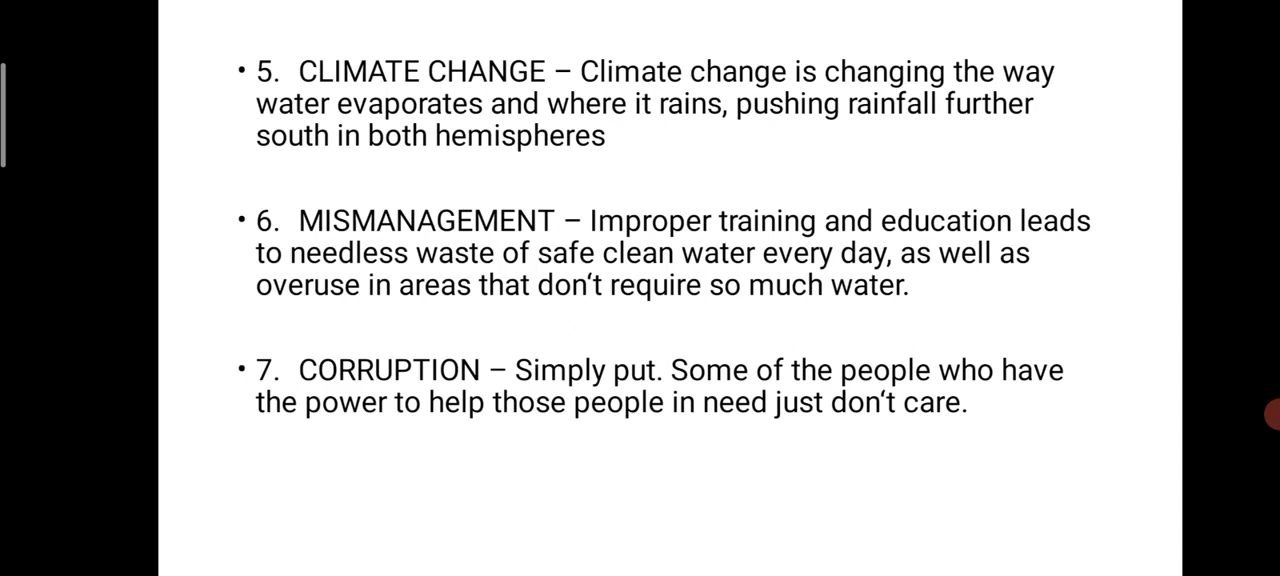 • 5. CLIMATE CHANGE – Climate change is changing the way
water evaporates and where it rains, pushing rainfall further
south in both hemispheres
• 6. MISMANAGEMENT – Improper training and education leads
to needless waste of safe clean water every day, as well as
overuse in areas that don‘t require so much water.
• 7. CORRUPTION – Simply put. Some of the people who have
the power to help those people in need just don‘t care.